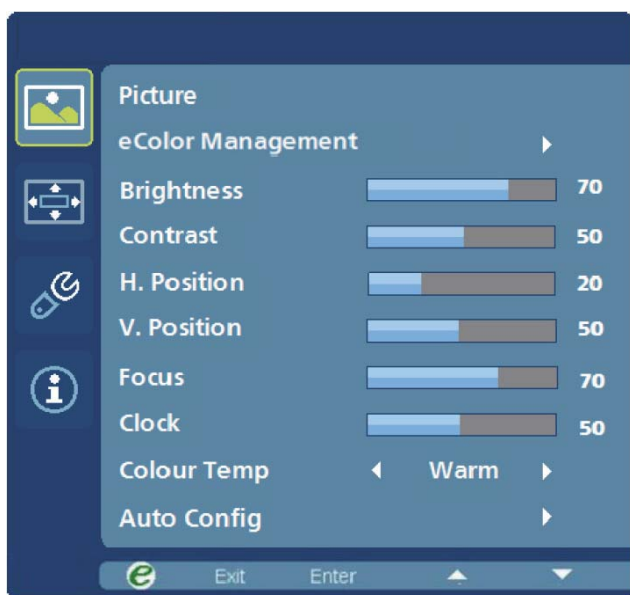 Picture
eColor Management
Brightness 70
Contrast 50
H. Position 20
V. Position 50
Focus 70
Clock 50
Colour Temp Warm
Auto Config
e Exit Enter